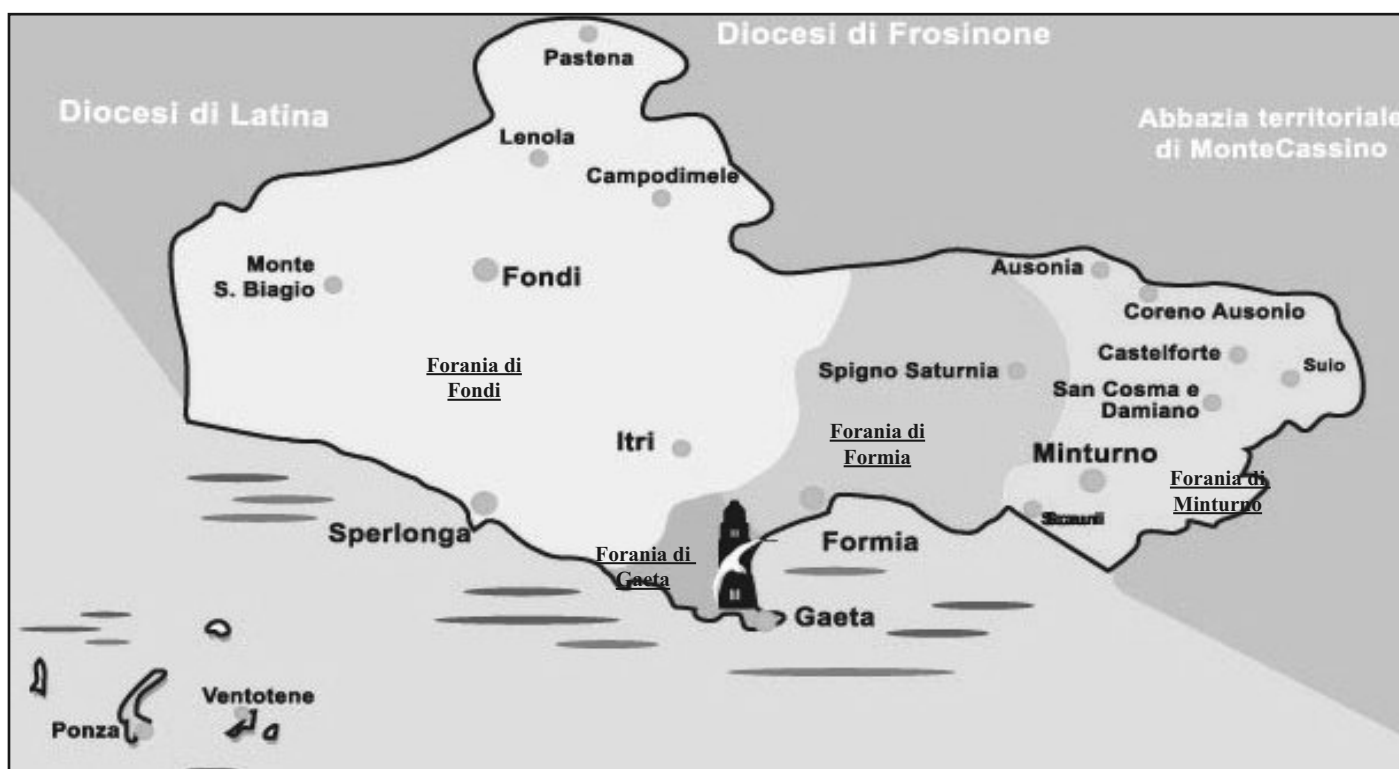 Diocesi di Frosinone
Pastena
Diocesi di Latina
Abbazia territoriale
di MonteCassino
Lenola
Campodimele
Monte
S. Biagio
Fondi
Ausonia
Coreno Ausonio
Forania di
Fondi
Spigno Saturnia
Castelforte
Suio
San Cosma e
Damiano
Itri
Forania di
Formia
Minturno
Forania di
Minturno
Sperlonga
Formia
Forania di
Gaeta
Gaeta
Ventotene
Ponza